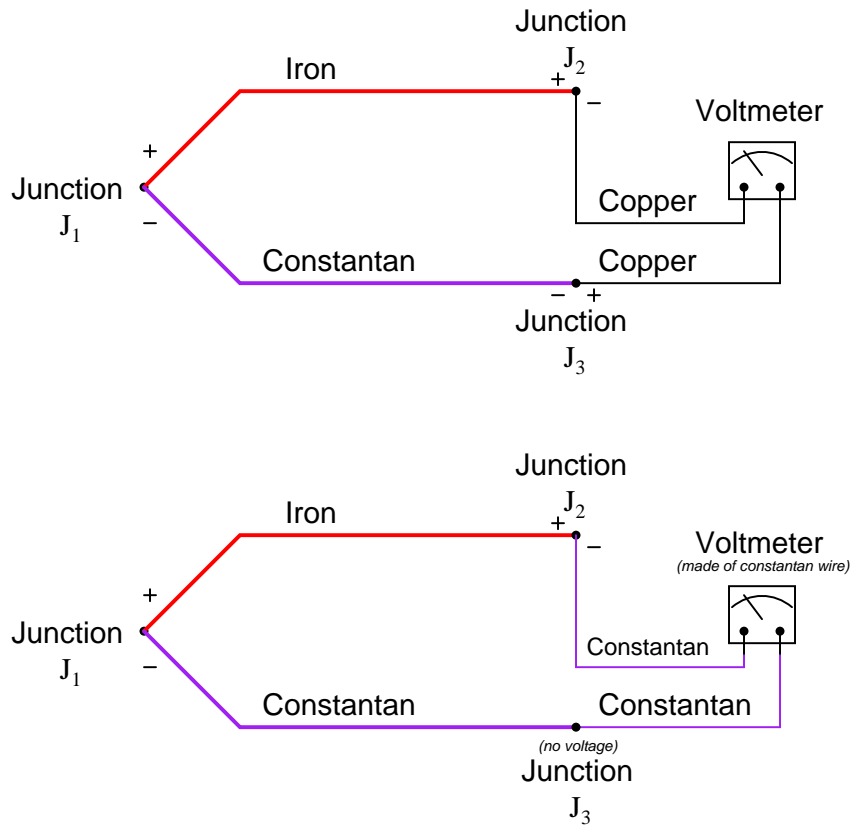 Junction
J2
Iron
+
−
Voltmeter
+
Junction
J1
−
Copper
Constantan
Copper
− +
Junction
J3
Junction
J2
Iron
+
−
Voltmeter
(made of constantan wire)
+
Junction
J1
−
Constantan
Constantan
Constantan
(no voltage)
Junction
J3